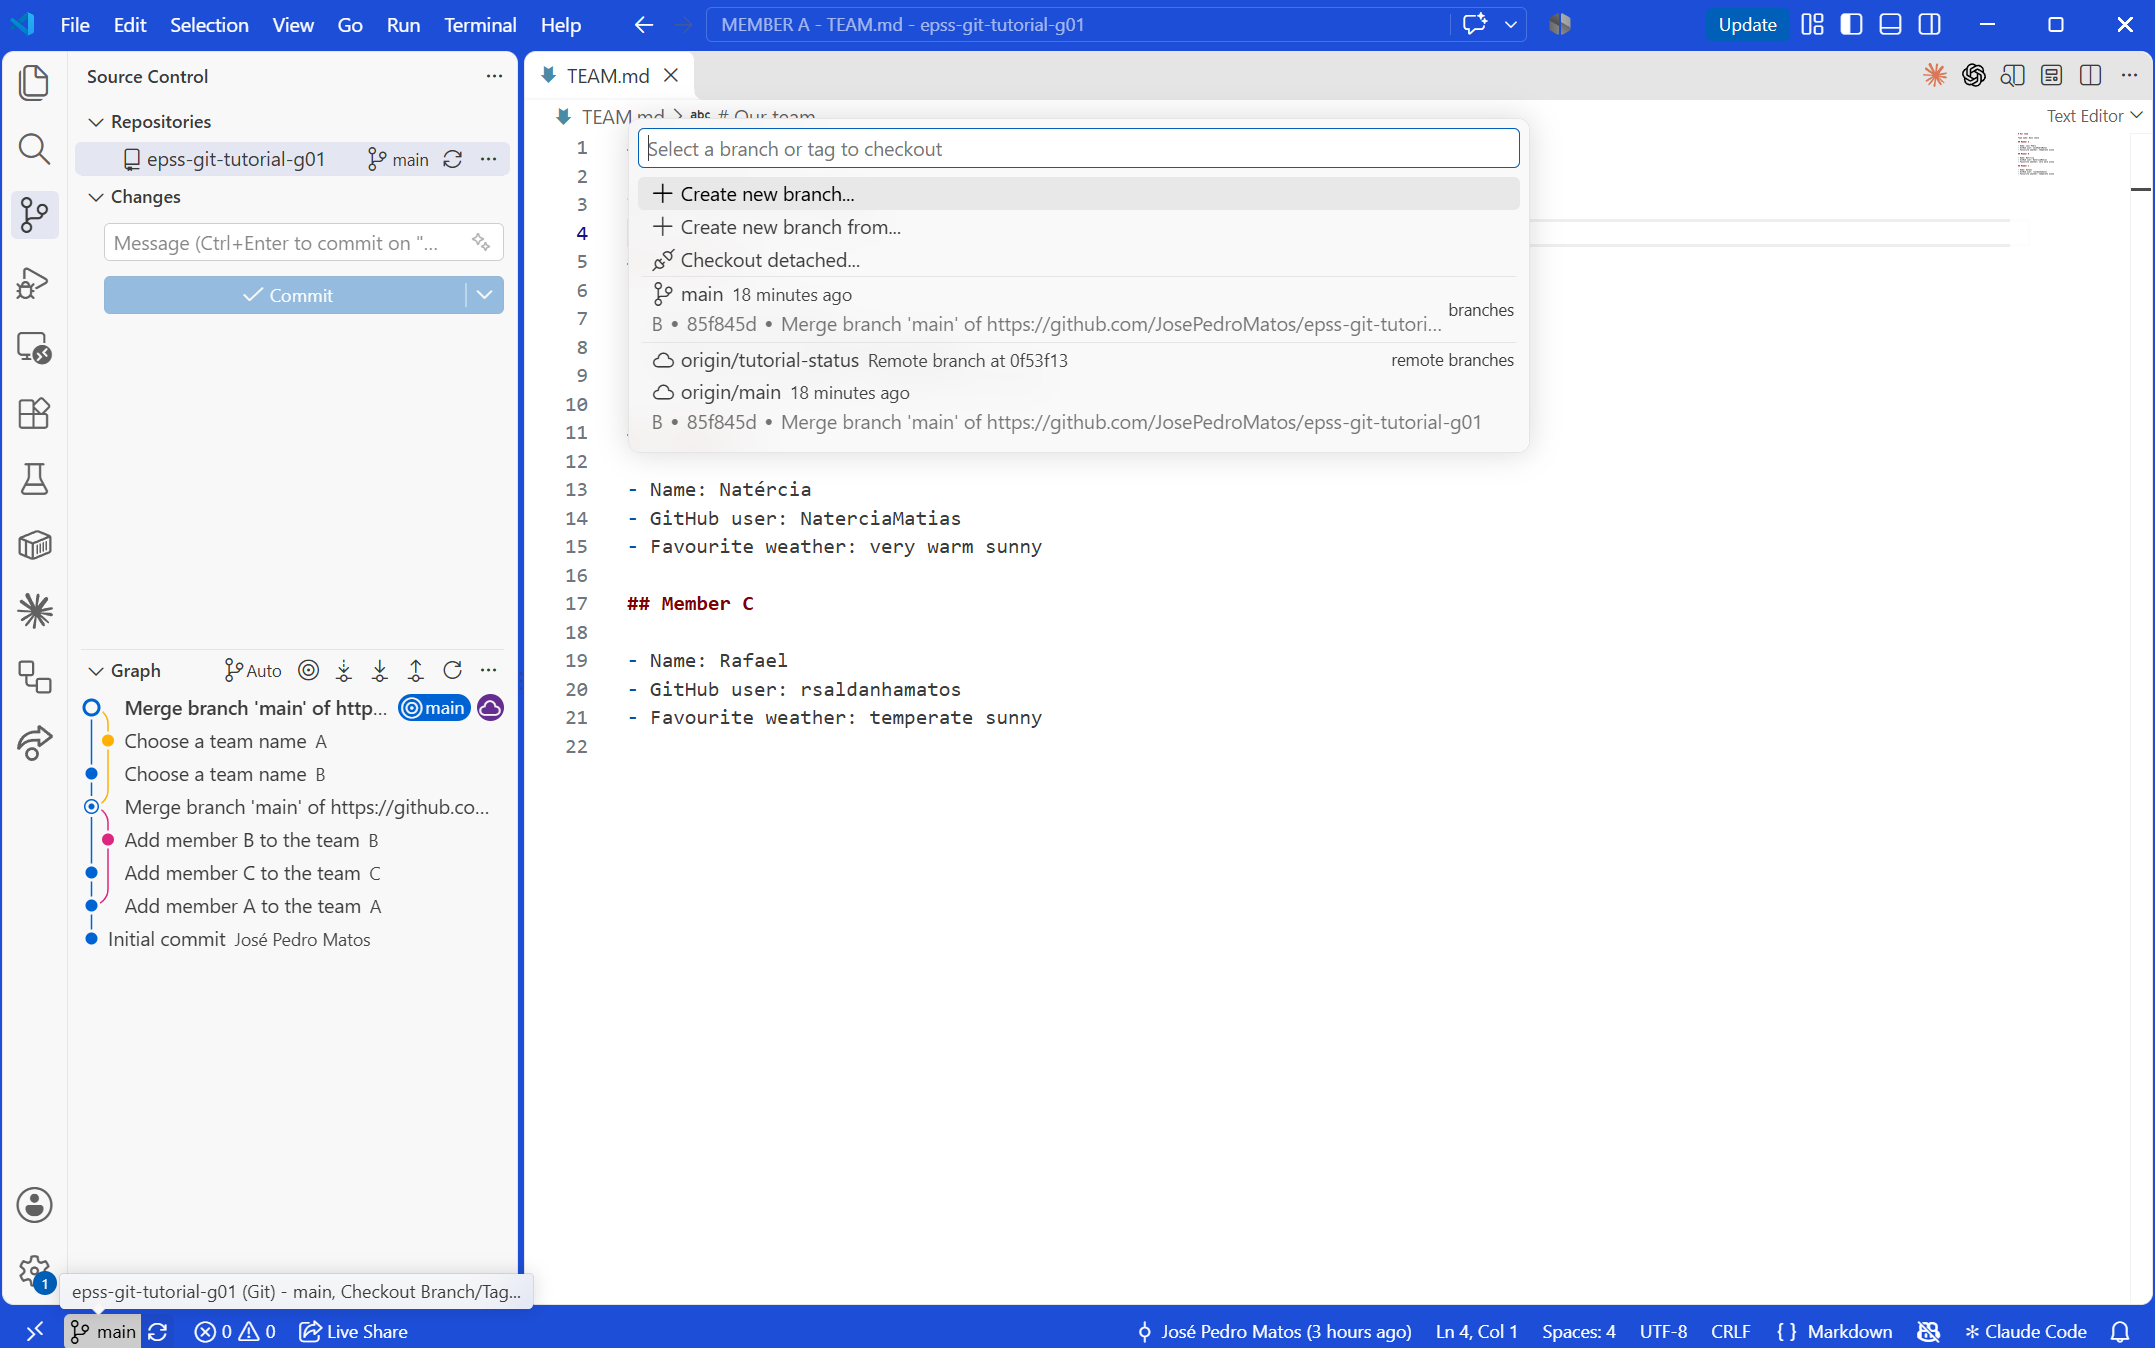 File Edit Selection View Go Run Terminal Help
MEMBER A - TEAM.md - epss-git-tutorial-g01
Update
Source Control
Repositories
epss-git-tutorial-g01 main
Changes
Message (Ctrl+Enter to commit on "...
Commit
Graph Auto
Merge branch 'main' of http... main
Choose a team name A
Choose a team name B
Merge branch 'main' of https://github.co...
Add member B to the team B
Add member C to the team C
Add member A to the team A
Initial commit José Pedro Matos
1
epss-git-tutorial-g01 (Git) - main, Checkout Branch/Tag...
TEAM.md
TEAM.md > abc # Our team
Text Editor
Select a branch or tag to checkout
Create new branch...
Create new branch from...
Checkout detached...
main 18 minutes ago
branches
B • 85f845d • Merge branch 'main' of https://github.com/JosePedroMatos/epss-git-tutori...
origin/tutorial-status Remote branch at 0f53f13
remote branches
origin/main 18 minutes ago
B • 85f845d • Merge branch 'main' of https://github.com/JosePedroMatos/epss-git-tutorial-g01
1
2
3
4
5
6
7
8
9
10
11
12
13 - Name: Natércia
14 - GitHub user: NaterciaMatias
15 - Favourite weather: very warm sunny
16
17 ## Member C
18
19 - Name: Rafael
20 - GitHub user: rsaldanhamatos
21 - Favourite weather: temperate sunny
22
main 0 0 Live Share
José Pedro Matos (3 hours ago) Ln 4, Col 1 Spaces: 4 UTF-8 CRLF { } Markdown Claude Code